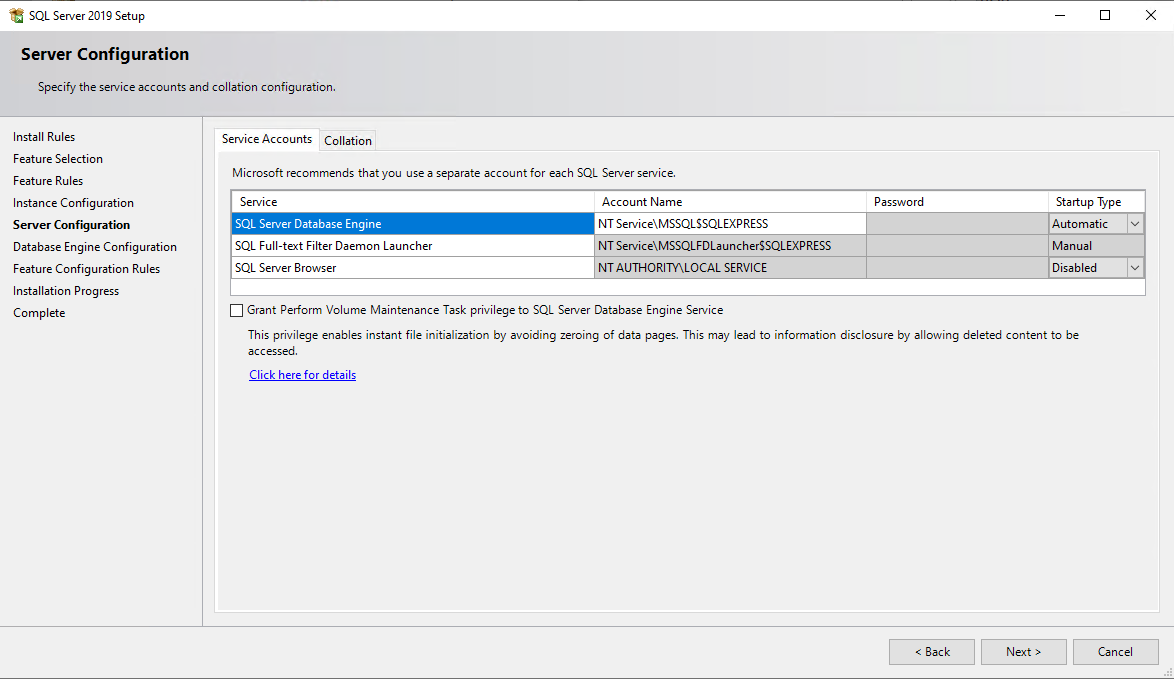 SQL Server 2019 Setup
Server Configuration
Specify the service accounts and collation configuration.
Install Rules
Feature Selection
Feature Rules
Instance Configuration
Server Configuration
Database Engine Configuration
Feature Configuration Rules
Installation Progress
Complete
Service Accounts Collation
Microsoft recommends that you use a separate account for each SQL Server service.
Service Account Name Password Startup Type
SQL Server Database Engine NT Service\MSSQL$SQLEXPRESS Automatic
SQL Full-text Filter Daemon Launcher NT Service\MSSQLFDLauncher$SQLEXPRESS Manual
SQL Server Browser NT AUTHORITY\LOCAL SERVICE Disabled
Grant Perform Volume Maintenance Task privilege to SQL Server Database Engine Service
This privilege enables instant file initialization by avoiding zeroing of data pages. This may lead to information disclosure by allowing deleted content to be
accessed.
Click here for details
< Back Next > Cancel